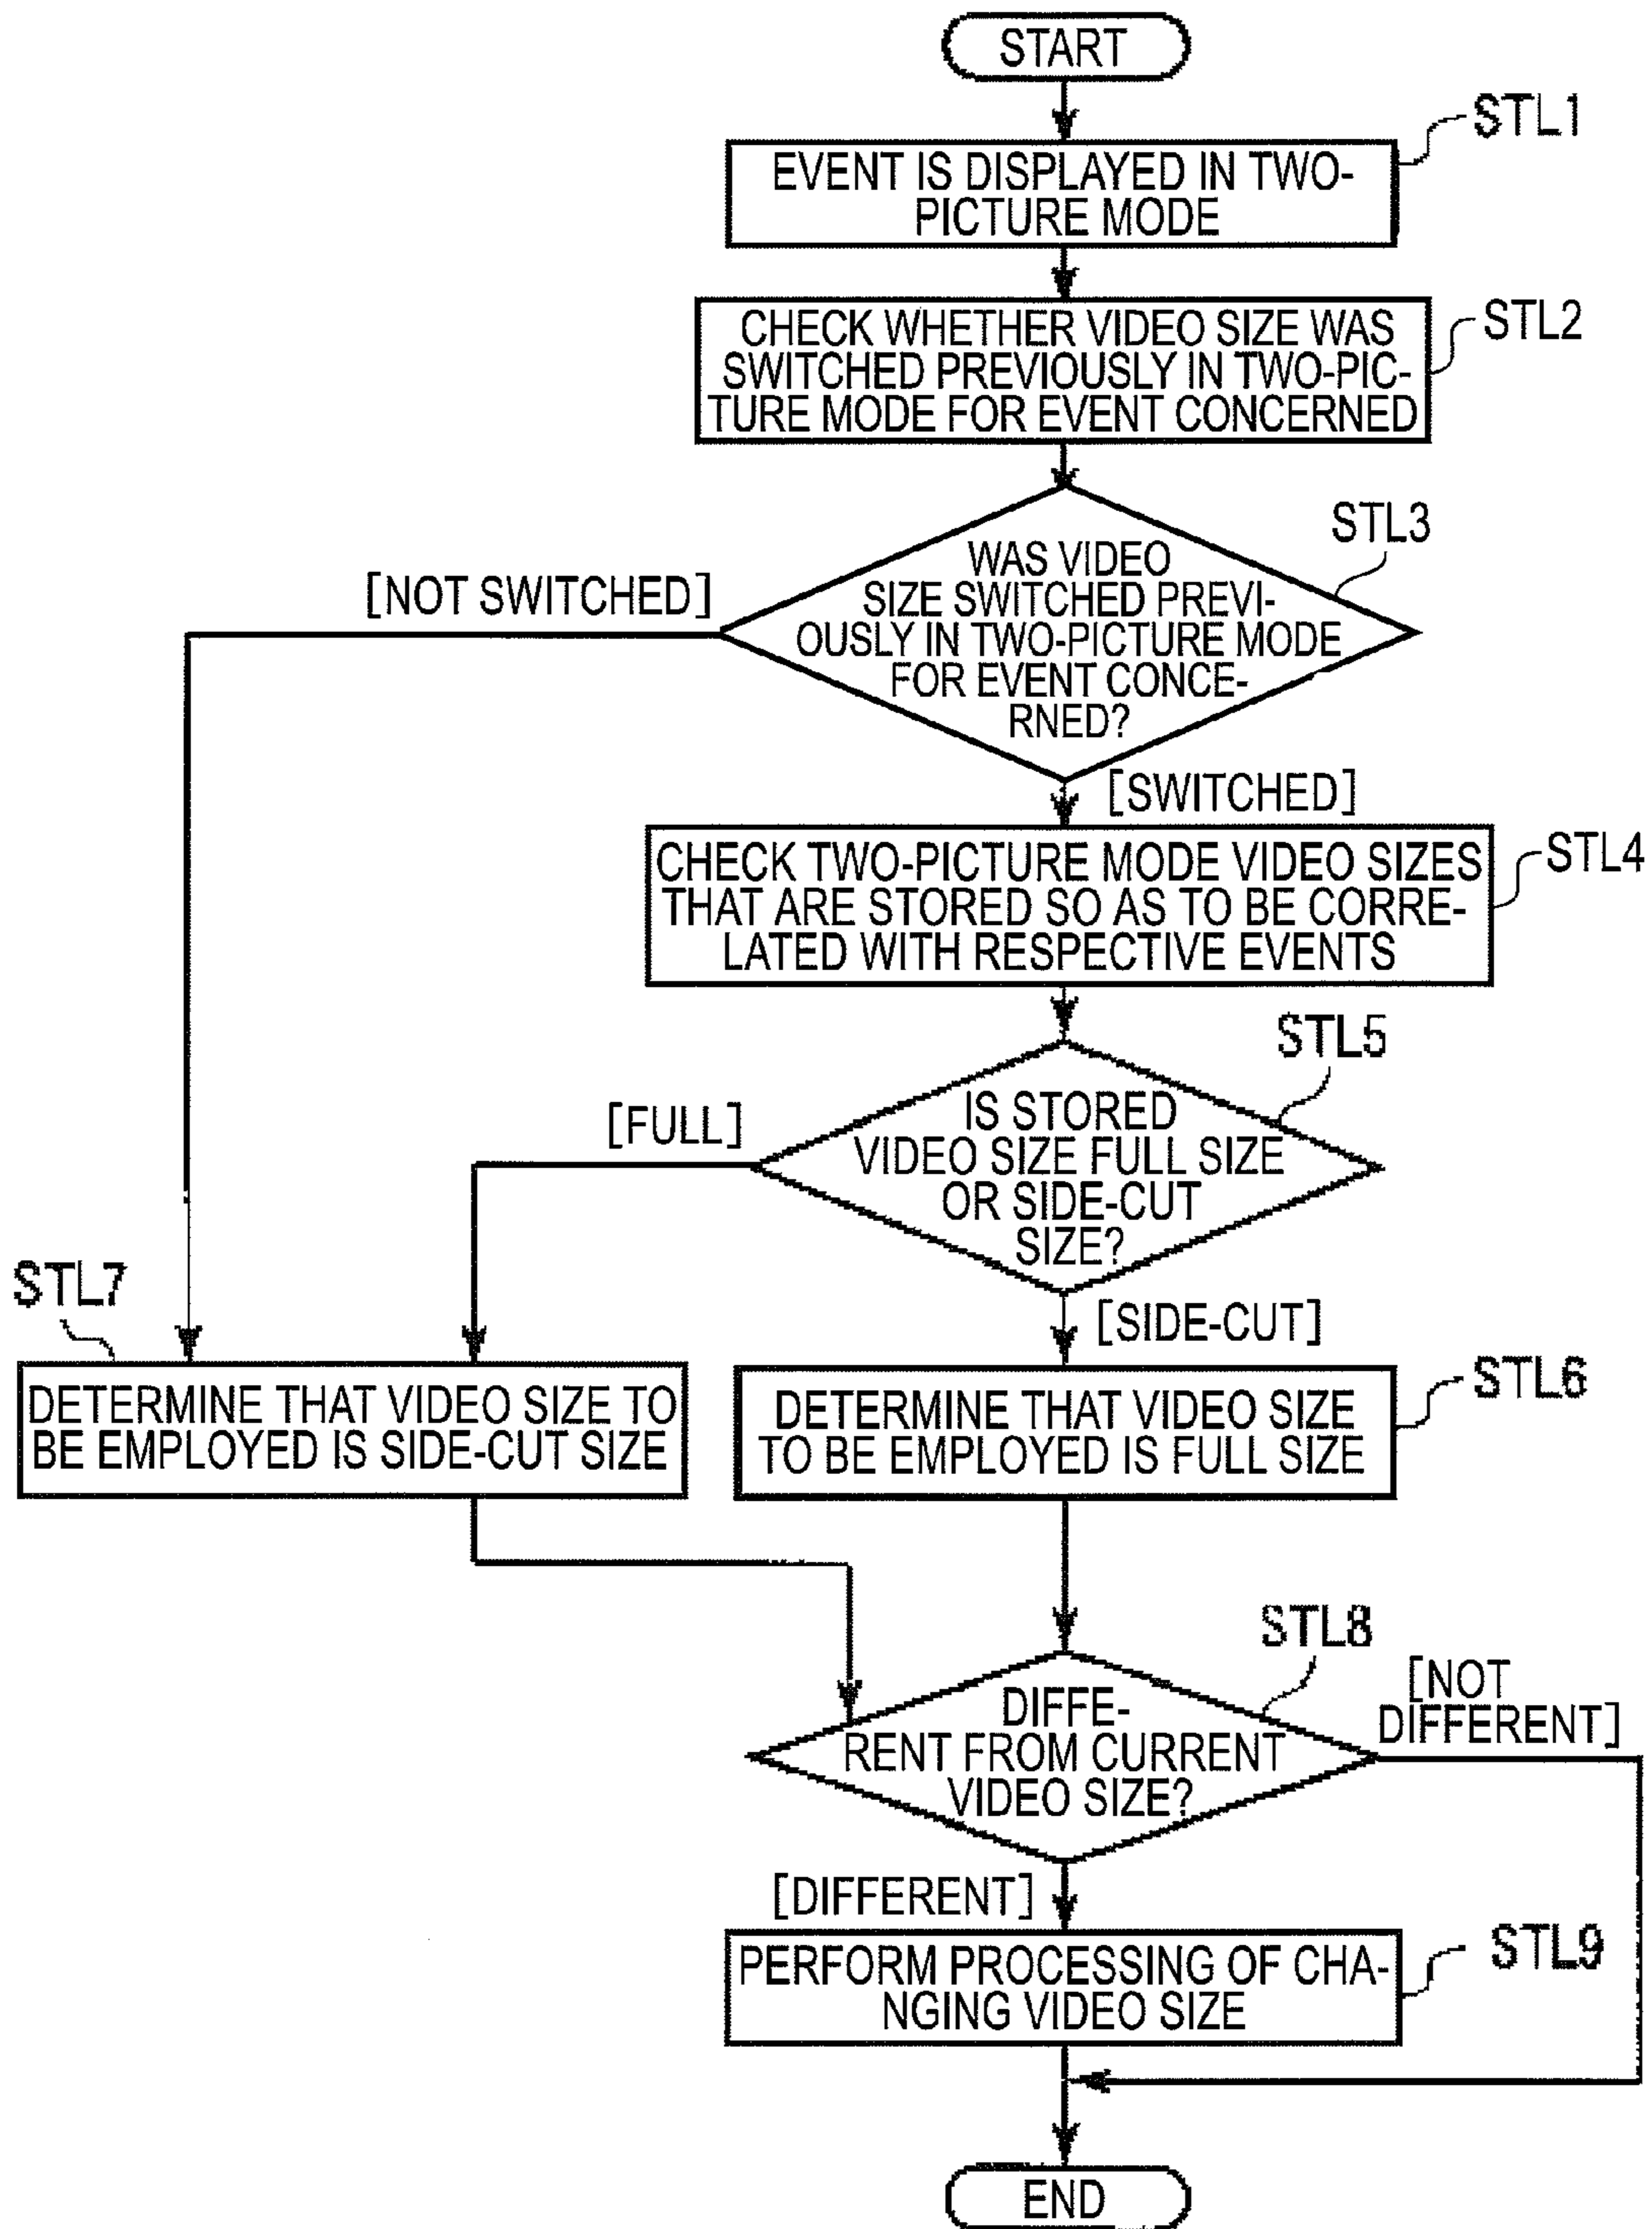 START
STL1
EVENT IS DISPLAYED IN TWO-
PICTURE MODE
STL2
CHECK WHETHER VIDEO SIZE WAS
SWITCHED PREVIOUSLY IN TWO-PIC-
TURE MODE FOR EVENT CONCERNED
STL3
WAS VIDEO
SIZE SWITCHED PREVI-
OUSLY IN TWO-PICTURE MODE
FOR EVENT CONCE-
RNED?
[NOT SWITCHED]
[SWITCHED]
STL4
CHECK TWO-PICTURE MODE VIDEO SIZES
THAT ARE STORED SO AS TO BE CORRE-
LATED WITH RESPECTIVE EVENTS
STL5
IS STORED
VIDEO SIZE FULL SIZE
OR SIDE-CUT
SIZE?
[FULL]
[SIDE-CUT]
STL7
DETERMINE THAT VIDEO SIZE TO
BE EMPLOYED IS SIDE-CUT SIZE
STL6
DETERMINE THAT VIDEO SIZE
TO BE EMPLOYED IS FULL SIZE
STL8
DIFFE-
RENT FROM CURRENT
VIDEO SIZE?
[NOT
DIFFERENT]
[DIFFERENT]
STL9
PERFORM PROCESSING OF CHA-
NGING VIDEO SIZE
END